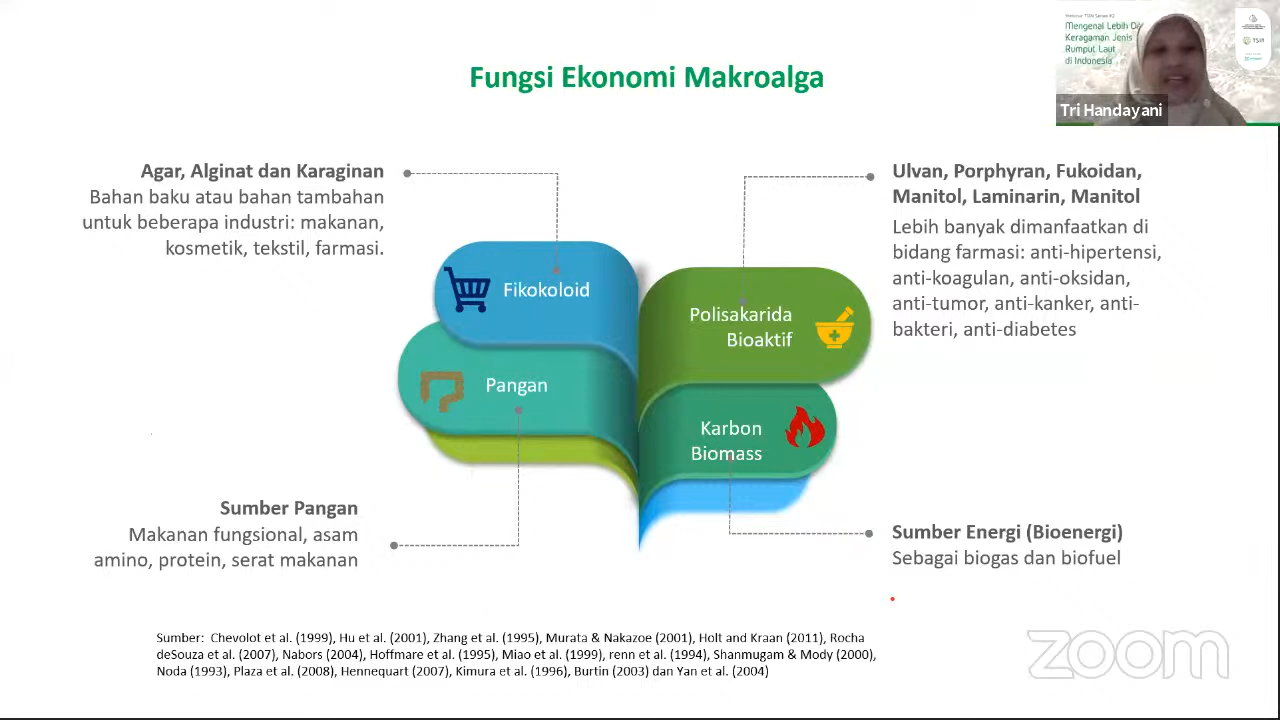 Fungsi Ekonomi Makroalga
Webinar TSIN Series #2
Mengenal Lebih
Keragaman Jenis
Rumput Laut
di Indonesia
Tri Handayani
Agar, Alginat dan Karaginan
Bahan baku atau bahan tambahan
untuk beberapa industri: makanan,
kosmetik, tekstil, farmasi.
Ulvan, Porphyran, Fukoidan,
Manitol, Laminarin, Manitol
Lebih banyak dimanfaatkan di
bidang farmasi: anti-hipertensi,
anti-koagulan, anti-oksidan,
anti-tumor, anti-kanker, anti-
bakteri, anti-diabetes
Fikokoloid
Polisakarida
Bioaktif
Pangan
Karbon
Biomass
Sumber Pangan
Makanan fungsional, asam
amino, protein, serat makanan
Sumber Energi (Bioenergi)
Sebagai biogas dan biofuel
Sumber: Chevolot et al. (1999), Hu et al. (2001), Zhang et al. (1995), Murata & Nakazoe (2001), Holt and Kraan (2011), Rocha
deSouza et al. (2007), Nabors (2004), Hoffmare et al. (1995), Miao et al. (1999), renn et al. (1994), Shanmugam & Mody (2000),
Noda (1993), Plaza et al. (2008), Hennequart (2007), Kimura et al. (1996), Burtin (2003) dan Yan et al. (2004)
zoom